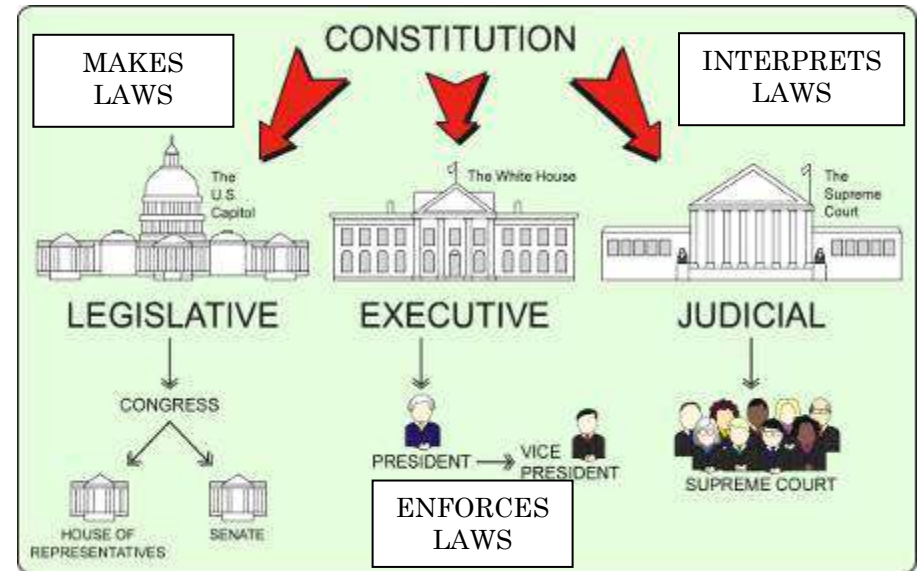 CONSTITUTION
MAKES
LAWS
INTERPRETS
LAWS
The
U.S.
Capitol
The White House
The
Supreme
Court
LEGISLATIVE
EXECUTIVE
JUDICIAL
CONGRESS
PRESIDENT
VICE
PRESIDENT
SUPREME COURT
HOUSE OF
REPRESENTATIVES
SENATE
ENFORCES
LAWS